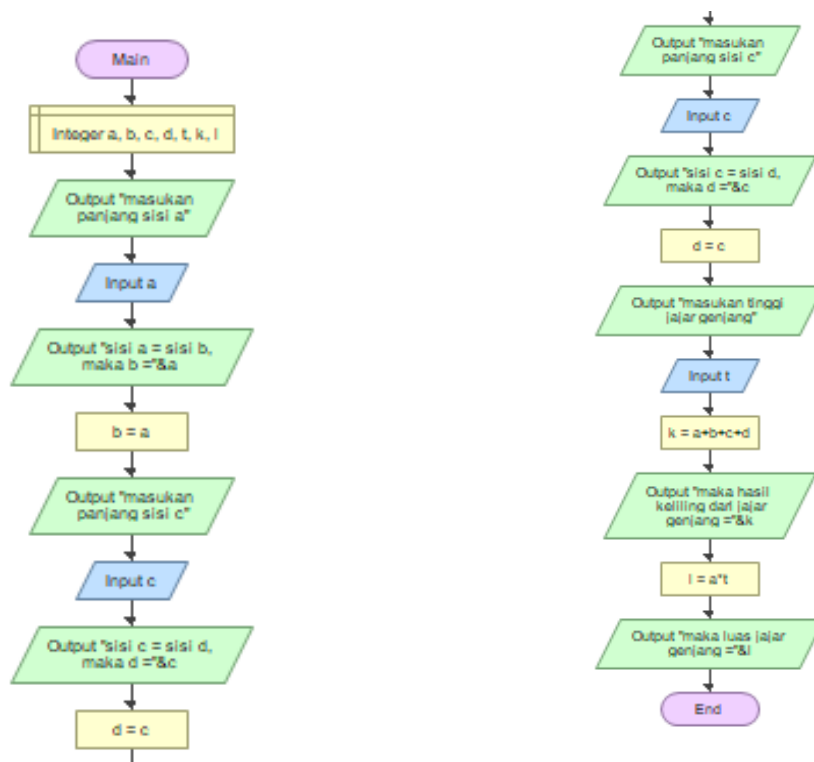 Main
Integer a, b, c, d, t, k, l
Output "masukan
panjang sisi a"
Input a
Output "sisi a = sisi b,
maka b ="&a
b = a
Output "masukan
panjang sisi c"
Input c
Output "sisi c = sisi d,
maka d ="&c
d = c
Output "masukan
panjang sisi c"
Input c
Output "sisi c = sisi d,
maka d ="&c
d = c
Output "masukan tinggi
jajar genjang"
Input t
k = a+b+c+d
Output "maka hasil
keliling dari jajar
genjang ="&k
l = a*t
Output "maka luas jajar
genjang ="&l
End